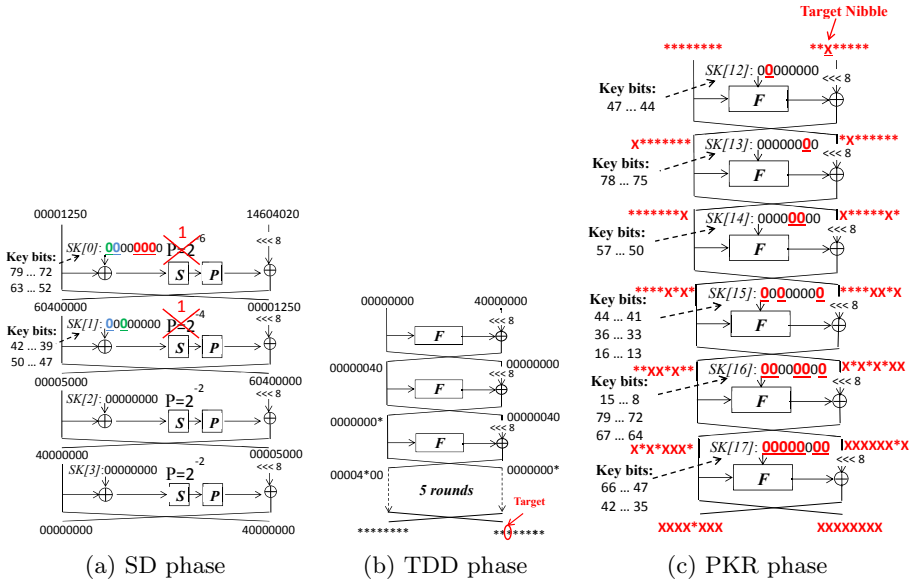 00001250 14604020
SK[0]: 00000000 P=2^-6 1 <<< 8
Key bits:
79 ... 72
63 ... 52
S P
60400000 00001250
SK[1]: 00000000 P=2^-4 1 <<< 8
Key bits:
42 ... 39
50 ... 47
S P
00005000 60400000
SK[2]: 00000000 P=2^-2 <<< 8
S P
40000000 00005000
SK[3]:00000000 P=2^-2 <<< 8
S P
00000000 40000000
(a) SD phase
00000000 40000000
<<< 8
F
00000040 00000000
<<< 8
F
0000000* 00000040
<<< 8
F
00004*00 0000000*
5 rounds
Target
******** ********
(b) TDD phase
Target Nibble
******** **X*****
SK[12]: 00000000 <<< 8
Key bits:
47 ... 44
F
X******* *X******
SK[13]: 00000000 <<< 8
Key bits:
78 ... 75
F
*******X X*****X*
SK[14]: 00000000 <<< 8
Key bits:
57 ... 50
F
****X*X* ****XX*X
SK[15]: 00000000 <<< 8
Key bits:
44 ... 41
36 ... 33
16 ... 13
F
**XX*X** X*X*X*XX
SK[16]: 00000000 <<< 8
Key bits:
15 ... 8
79 ... 72
67 ... 64
F
X*X*XXX* XXXXXX*X
SK[17]: 00000000 <<< 8
Key bits:
66 ... 47
42 ... 35
F
XXXX*XXX XXXXXXXX
(c) PKR phase